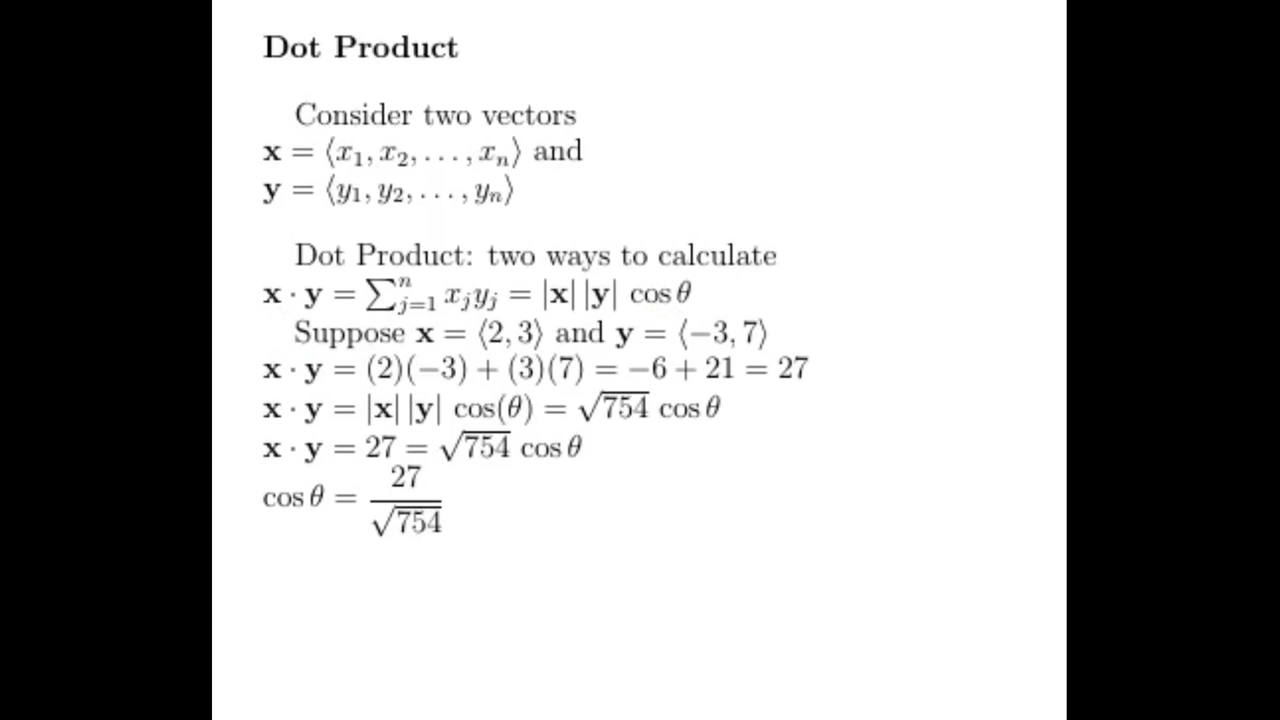 Dot Product
Consider two vectors
x = ⟨x₁, x₂, . . . , xₙ⟩ and
y = ⟨y₁, y₂, . . . , yₙ⟩
Dot Product: two ways to calculate
x · y = ∑ⁿⱼ₌₁ xⱼyⱼ = |x| |y| cos θ
Suppose x = ⟨2, 3⟩ and y = ⟨−3, 7⟩
x · y = (2)(−3) + (3)(7) = −6 + 21 = 27
x · y = |x| |y| cos(θ) = √754 cos θ
x · y = 27 = √754 cos θ
cos θ = 27/√754